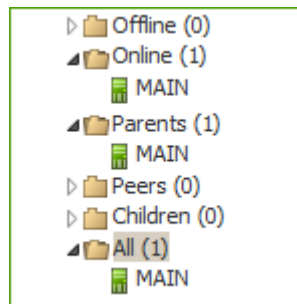 Offline (0)
Online (1)
MAIN
Parents (1)
MAIN
Peers (0)
Children (0)
All (1)
MAIN